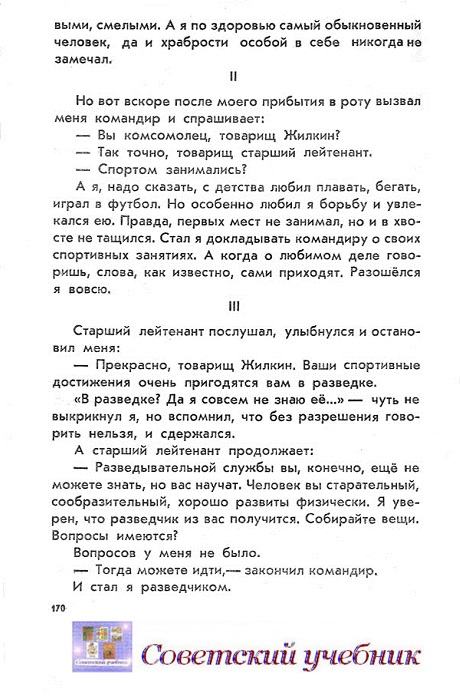 выми, смелыми. А я по здоровью самый обыкновенный
человек, да и храбрости особой в себе никогда не
замечал.
II
Но вот вскоре после моего прибытия в роту вызвал
меня командир и спрашивает:
— Вы комсомолец, товарищ Жилкин?
— Так точно, товарищ старший лейтенант.
— Спортом занимались?
А я, надо сказать, с детства любил плавать, бегать,
играл в футбол. Но особенно любил я борьбу и увле-
кался ею. Правда, первых мест не занимал, но и в хво-
сте не тащился. Стал я докладывать командиру о своих
спортивных занятиях. А когда о любимом деле гово-
ришь, слова, как известно, сами приходят. Разошёлся
я вовсю.
III
Старший лейтенант послушал, улыбнулся и остано-
вил меня:
— Прекрасно, товарищ Жилкин. Ваши спортивные
достижения очень пригодятся вам в разведке.
«В разведке? Да я совсем не знаю её...» — чуть не
выкрикнул я, но вспомнил, что без разрешения гово-
рить нельзя, и сдержался.
А старший лейтенант продолжает:
— Разведывательной службы вы, конечно, ещё не
можете знать, но вас научат. Человек вы старательный,
сообразительный, хорошо развиты физически. Я уве-
рен, что разведчик из вас получится. Собирайте вещи.
Вопросы имеются?
Вопросов у меня не было.
— Тогда можете идти,— закончил командир.
И стал я разведчиком.
170
Советский учебник